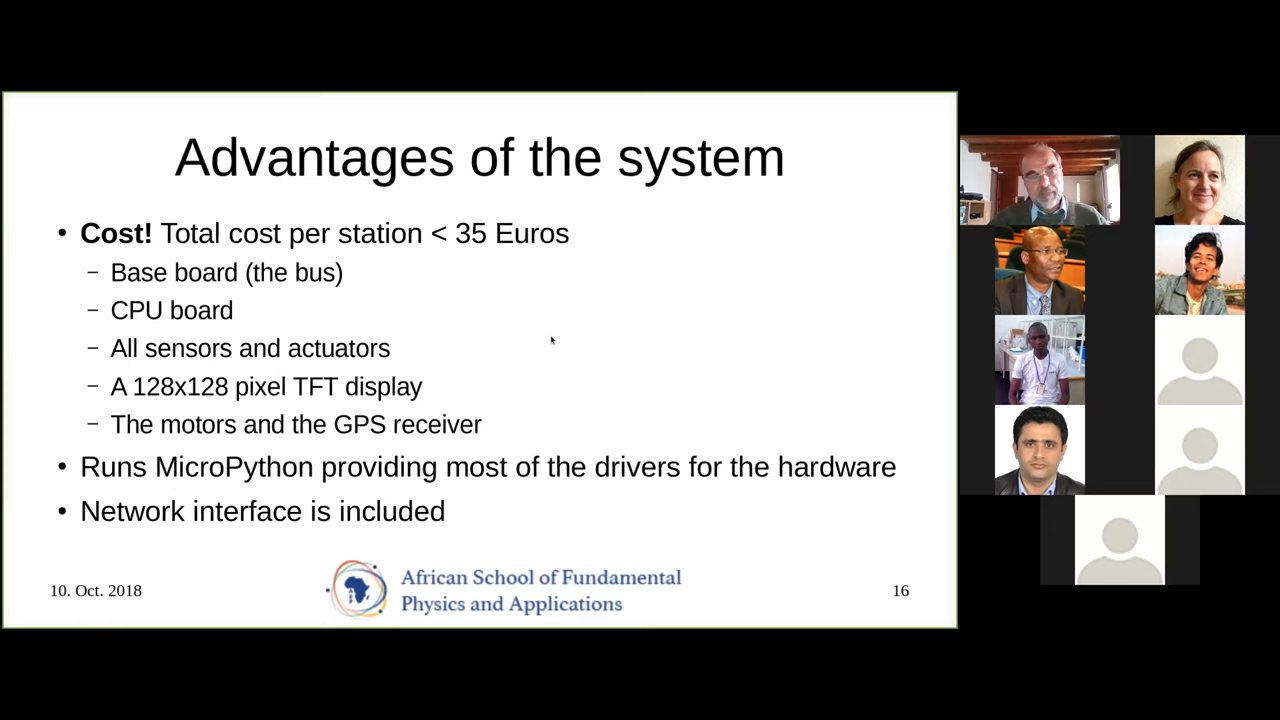 Advantages of the system
• Cost! Total cost per station < 35 Euros
– Base board (the bus)
– CPU board
– All sensors and actuators
– A 128x128 pixel TFT display
– The motors and the GPS receiver
• Runs MicroPython providing most of the drivers for the hardware
• Network interface is included
10. Oct. 2018
African School of Fundamental
Physics and Applications
16